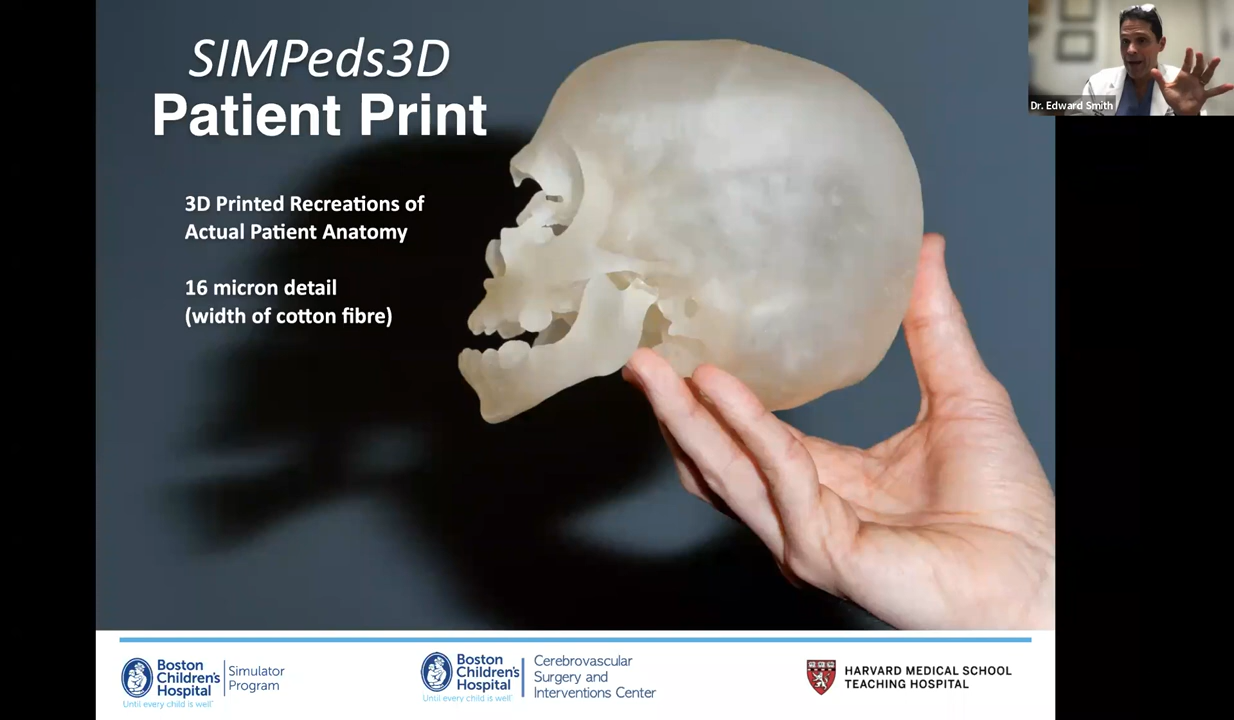 SIMPeds3D
Patient Print
Dr. Edward Smith
3D Printed Recreations of
Actual Patient Anatomy
16 micron detail
(width of cotton fibre)
Boston
Children's
Hospital
Until every child is well™
Simulator
Program
Boston
Children's
Hospital
Until every child is well™
Cerebrovascular
Surgery and
Interventions Center
HARVARD MEDICAL SCHOOL
TEACHING HOSPITAL